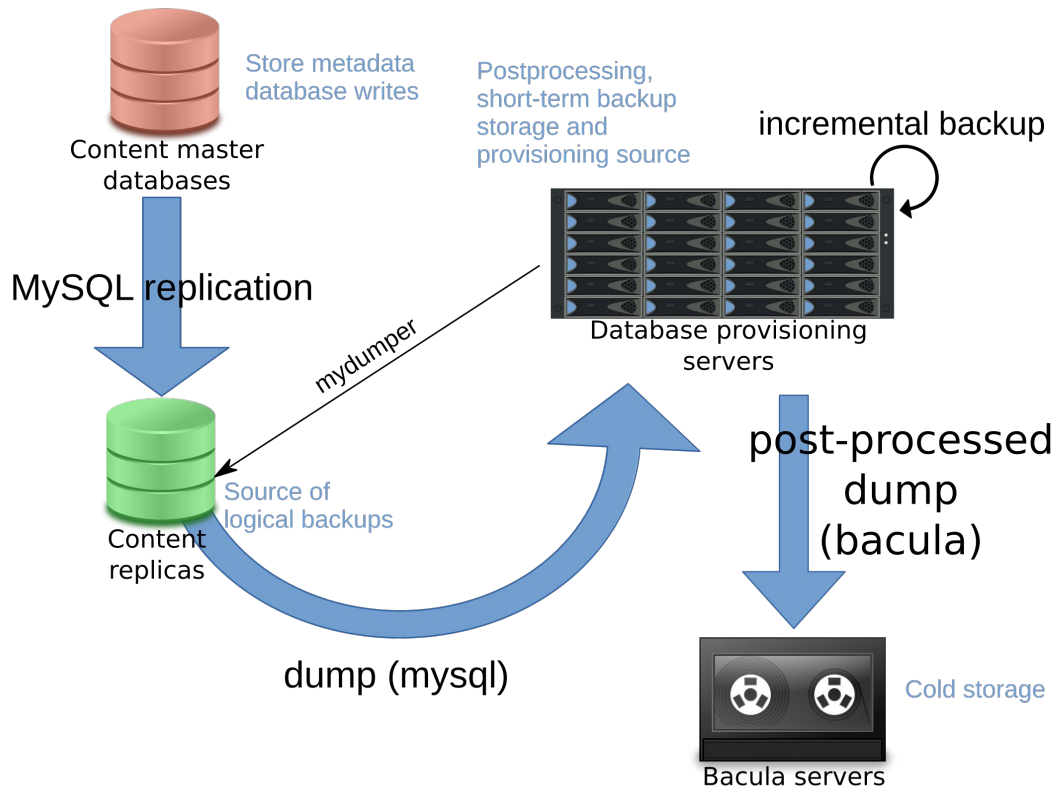 Store metadata
database writes
Content master
databases
Postprocessing,
short-term backup
storage and
provisioning source
incremental backup
MySQL replication
Database provisioning
servers
mydumper
Source of
logical backups
Content
replicas
post-processed
dump
(bacula)
dump (mysql)
Cold storage
Bacula servers